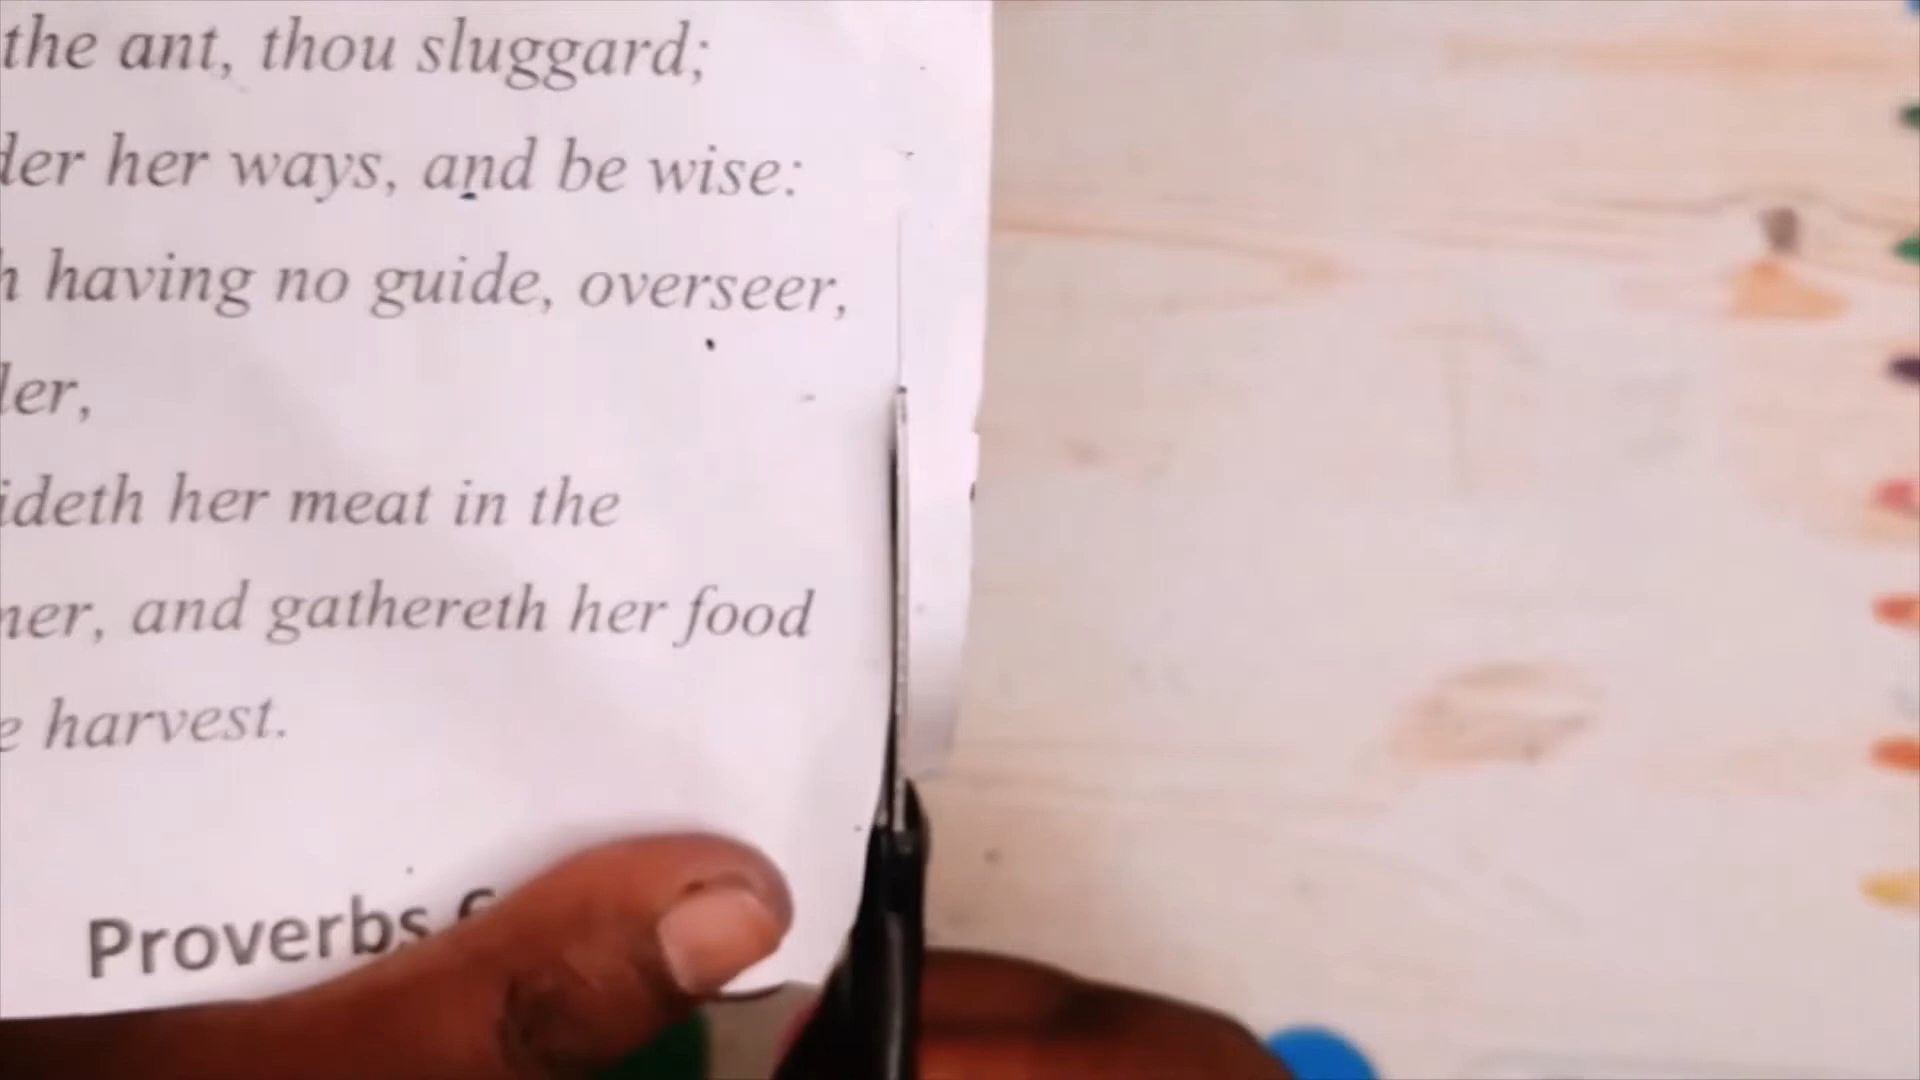 the ant, thou sluggard;
der her ways, and be wise:
h having no guide, overseer,
ler,
ideth her meat in the
ner, and gathereth her food
e harvest.
Proverbs 6